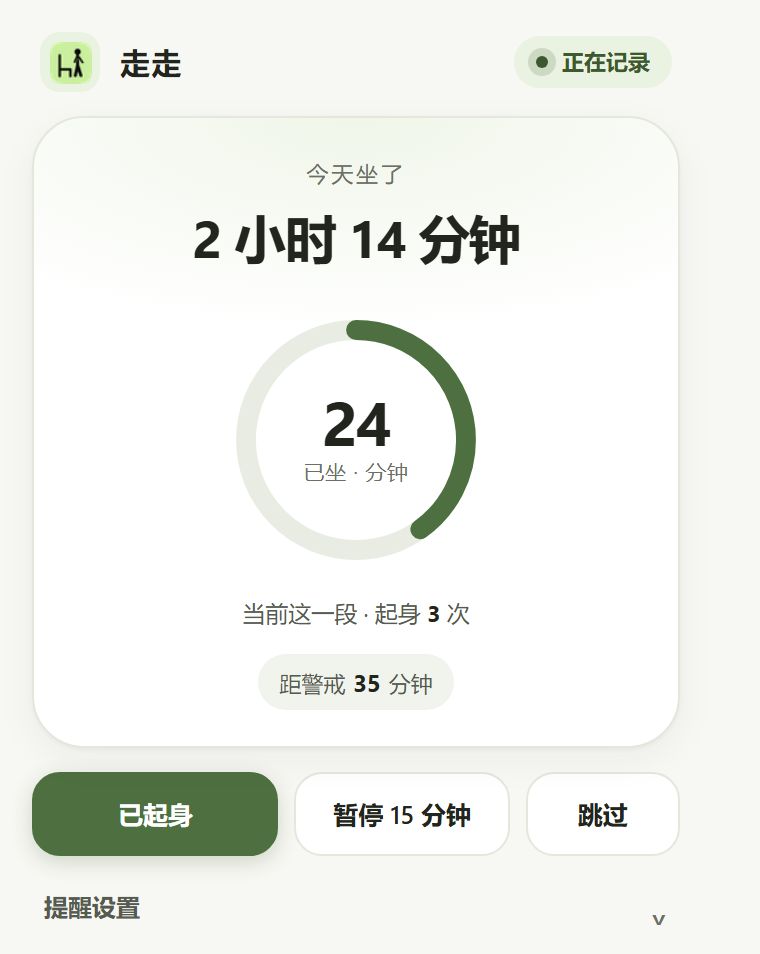 走走
正在记录
今天坐了
2 小时 14 分钟
24
已坐 · 分钟
当前这一段 · 起身 3 次
距警戒 35 分钟
已起身
暂停 15 分钟
跳过
提醒设置